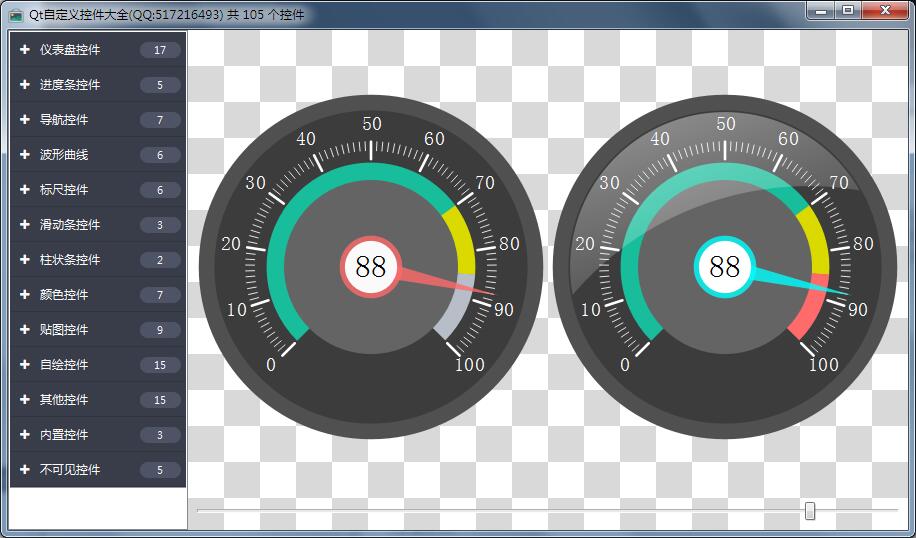 Qt自定义控件大全(QQ:517216493) 共 105 个控件
仪表盘控件 17
进度条控件 5
导航控件 7
波形曲线 6
标尺控件 6
滑动条控件 3
柱状条控件 2
颜色控件 7
贴图控件 9
自绘控件 15
其他控件 15
内置控件 3
不可见控件 5
0
10
20
30
40
50
60
70
80
90
100
88
0
10
20
30
40
50
60
70
80
90
100
88